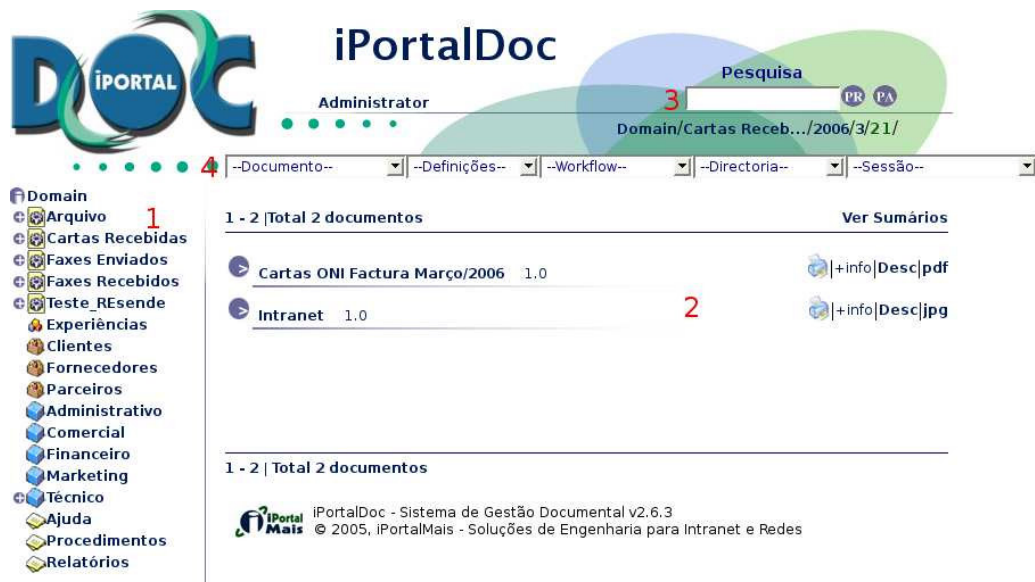 DOC
iPORTAL
iPortalDoc
Pesquisa
Administrator
3
PR PA
Domain/Cartas Receb.../2006/3/21/
4 --Documento-- --Definições-- --Workflow-- --Directoria-- --Sessão--
Domain
Arquivo 1
Cartas Recebidas
Faxes Enviados
Faxes Recebidos
Teste_REsende
Experiências
Clientes
Fornecedores
Parceiros
Administrativo
Comercial
Financeiro
Marketing
Técnico
Ajuda
Procedimentos
Relatórios
1 - 2 |Total 2 documentos Ver Sumários
Cartas ONI Factura Março/2006 1.0 |+info|Desc|pdf
Intranet 1.0 2 |+info|Desc|jpg
1 - 2 | Total 2 documentos
iPortal Mais
iPortalDoc - Sistema de Gestão Documental v2.6.3
© 2005, iPortalMais - Soluções de Engenharia para Intranet e Redes